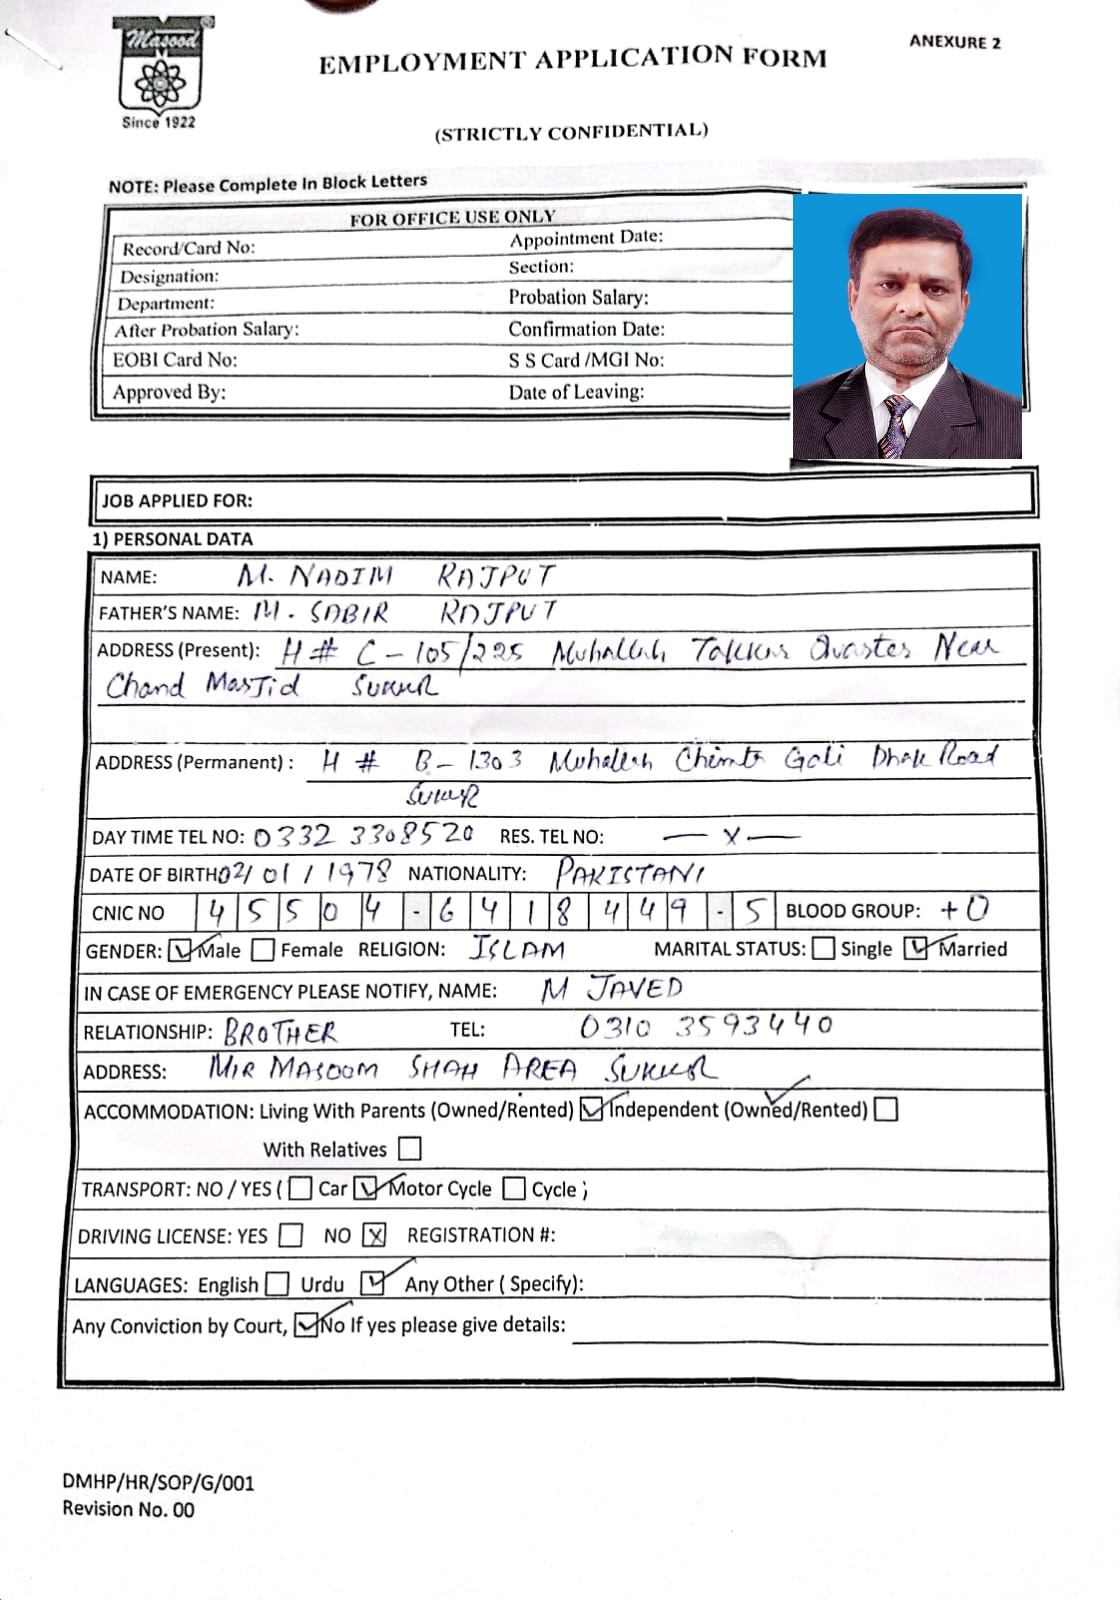 Masood
Since 1922
EMPLOYMENT APPLICATION FORM
ANEXURE 2
(STRICTLY CONFIDENTIAL)
NOTE: Please Complete In Block Letters
FOR OFFICE USE ONLY
Record/Card No: Appointment Date:
Designation: Section:
Department: Probation Salary:
After Probation Salary: Confirmation Date:
EOBI Card No: S S Card /MGI No:
Approved By: Date of Leaving:
JOB APPLIED FOR:
1) PERSONAL DATA
NAME: M. NADIM RAJPUT
FATHER'S NAME: M. SABIR RAJPUT
ADDRESS (Present): H# C-105/225 Muhallah Takkar Quarter Near
Chand MasJid Sukkur
ADDRESS (Permanent) : H # B-1303 Gali Dhak Road
Sukkur
DAY TIME TEL NO: 0332 3308520 RES. TEL NO: — x —
DATE OF BIRTH 02/ 01 / 1978 NATIONALITY: PAKISTANI
CNIC NO 45504-6418449-5 BLOOD GROUP: +O
GENDER: Male Female RELIGION: ISLAM MARITAL STATUS: Single Married
IN CASE OF EMERGENCY PLEASE NOTIFY, NAME: M JAVED
RELATIONSHIP: BROTHER TEL: 0310 3593440
ADDRESS: MIR MASOOM SHAH AREA SUKKUR
ACCOMMODATION: Living With Parents (Owned/Rented) Independent (Owned/Rented)
With Relatives
TRANSPORT: NO / YES ( Car Motor Cycle Cycle )
DRIVING LICENSE: YES NO X REGISTRATION #:
LANGUAGES: English Urdu Any Other ( Specify):
Any Conviction by Court, No If yes please give details:
DMHP/HR/SOP/G/001
Revision No. 00